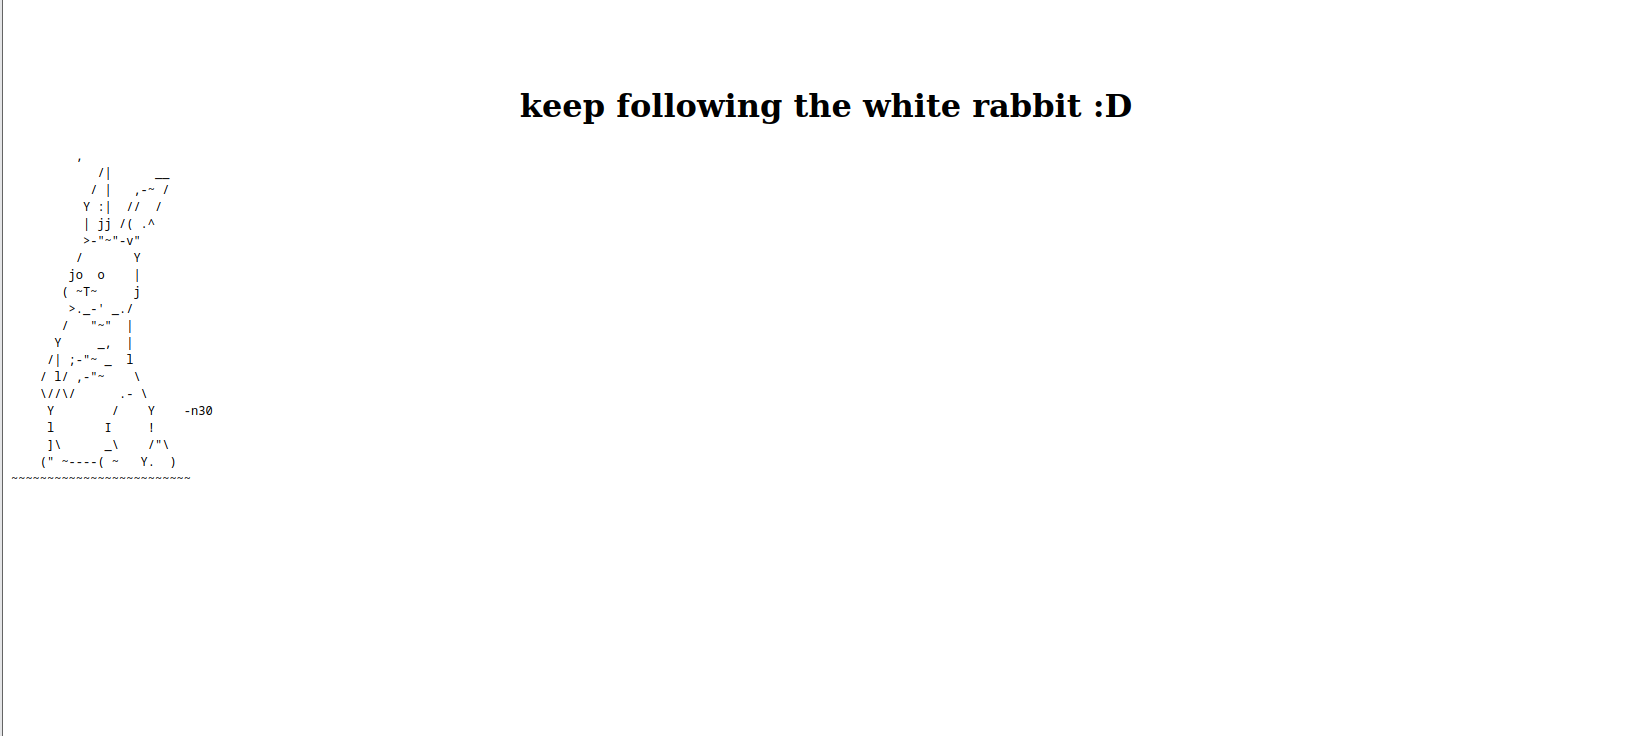 keep following the white rabbit :D
         ,
            /|      __
           / |   ,-~ /
          Y :|  //  /
          | jj /( .^
          >-"~"-v"
         /       Y
        jo  o    |
       ( ~T~     j
        >._-' _./
       /   "~"  |
      Y     _,  |
     /| ;-"~ _  l
    / l/ ,-"~    \
    \//\/      .- \
     Y        /    Y    -n30
     l       I     !
     ]\      _\    /"\
    (" ~----( ~   Y.  )
~~~~~~~~~~~~~~~~~~~~~~~~~